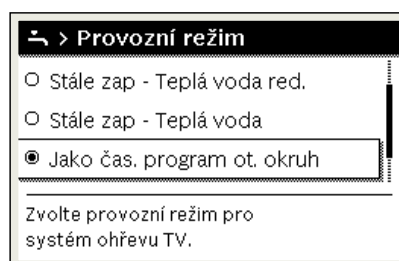 > Provozní režim
Stále zap - Teplá voda red.
Stále zap - Teplá voda
Jako čas. program ot. okruh
Zvolte provozní režim pro
systém ohřevu TV.